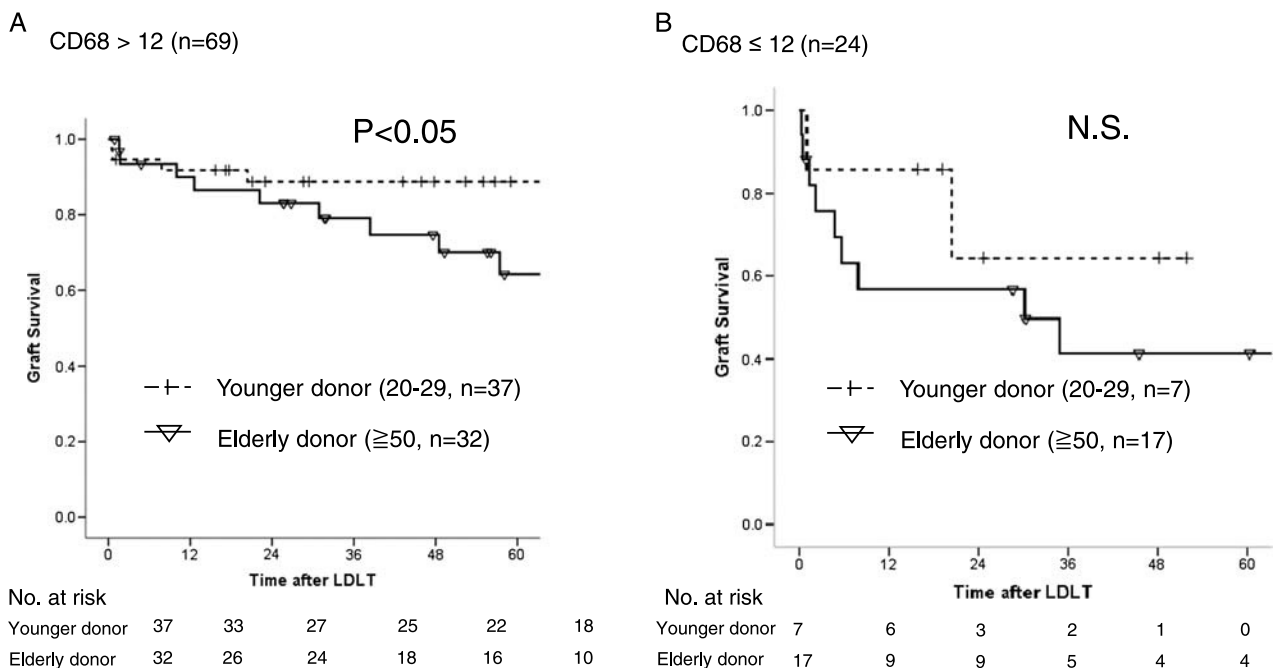 A
CD68 > 12 (n=69)
P<0.05
1.0
0.8
0.6
0.4
0.2
0.0
Graft Survival
Younger donor (20-29, n=37)
Elderly donor (≧50, n=32)
0 12 24 36 48 60
Time after LDLT
No. at risk
Younger donor 37 33 27 25 22 18
Elderly donor 32 26 24 18 16 10
B
CD68 ≤ 12 (n=24)
N.S.
1.0
0.8
0.6
0.4
0.2
0.0
Graft Survival
Younger donor (20-29, n=7)
Elderly donor (≧50, n=17)
0 12 24 36 48 60
Time after LDLT
No. at risk
Younger donor 7 6 3 2 1 0
Elderly donor 17 9 9 5 4 4